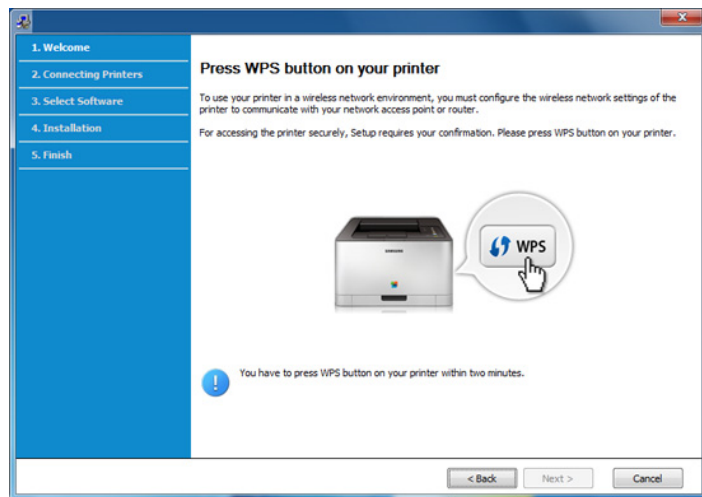 1. Welcome
2. Connecting Printers
3. Select Software
4. Installation
5. Finish
Press WPS button on your printer
To use your printer in a wireless network environment, you must configure the wireless network settings of the
printer to communicate with your network access point or router.
For accessing the printer securely, Setup requires your confirmation. Please press WPS button on your printer.
SAMSUNG
WPS
You have to press WPS button on your printer within two minutes.
< Back
Next >
Cancel